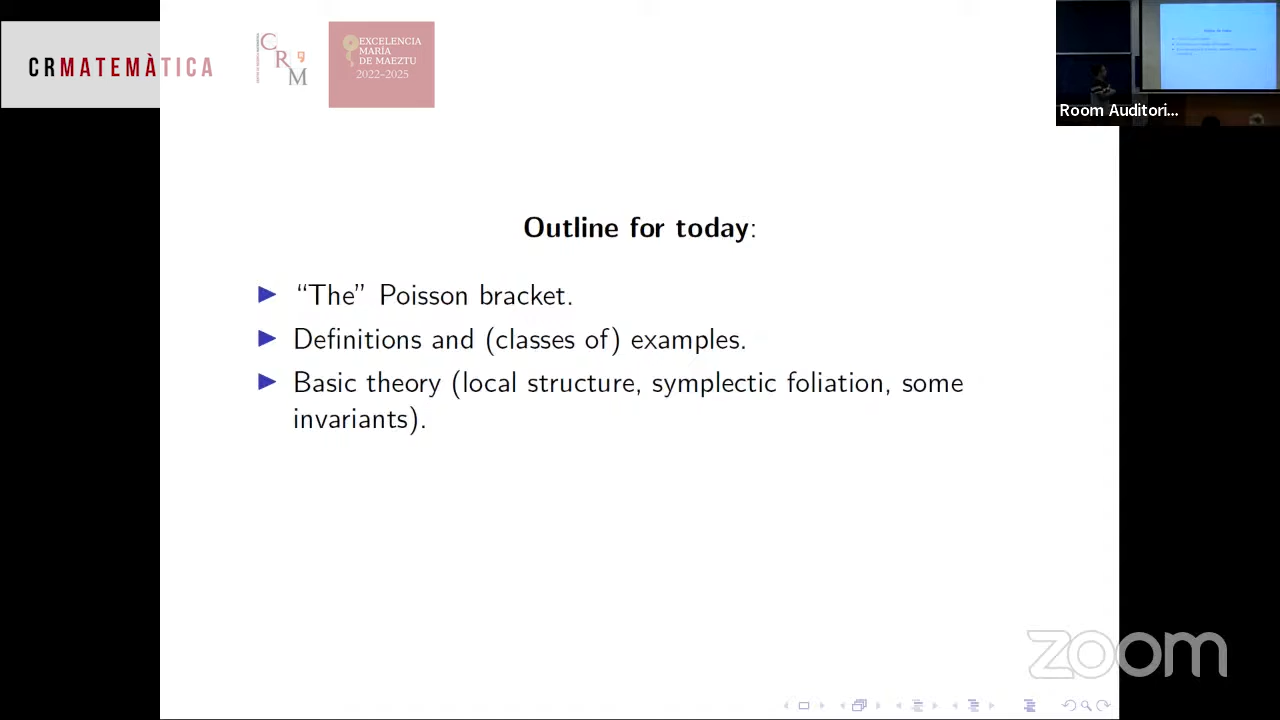 CRMATEMÀTICA
CRM
EXCELENCIA
MARÍA
DE MAEZTU
2022-2025
Room Auditori...
Outline for today:
“The” Poisson bracket.
Definitions and (classes of) examples.
Basic theory (local structure, symplectic foliation, some
invariants).
zoom